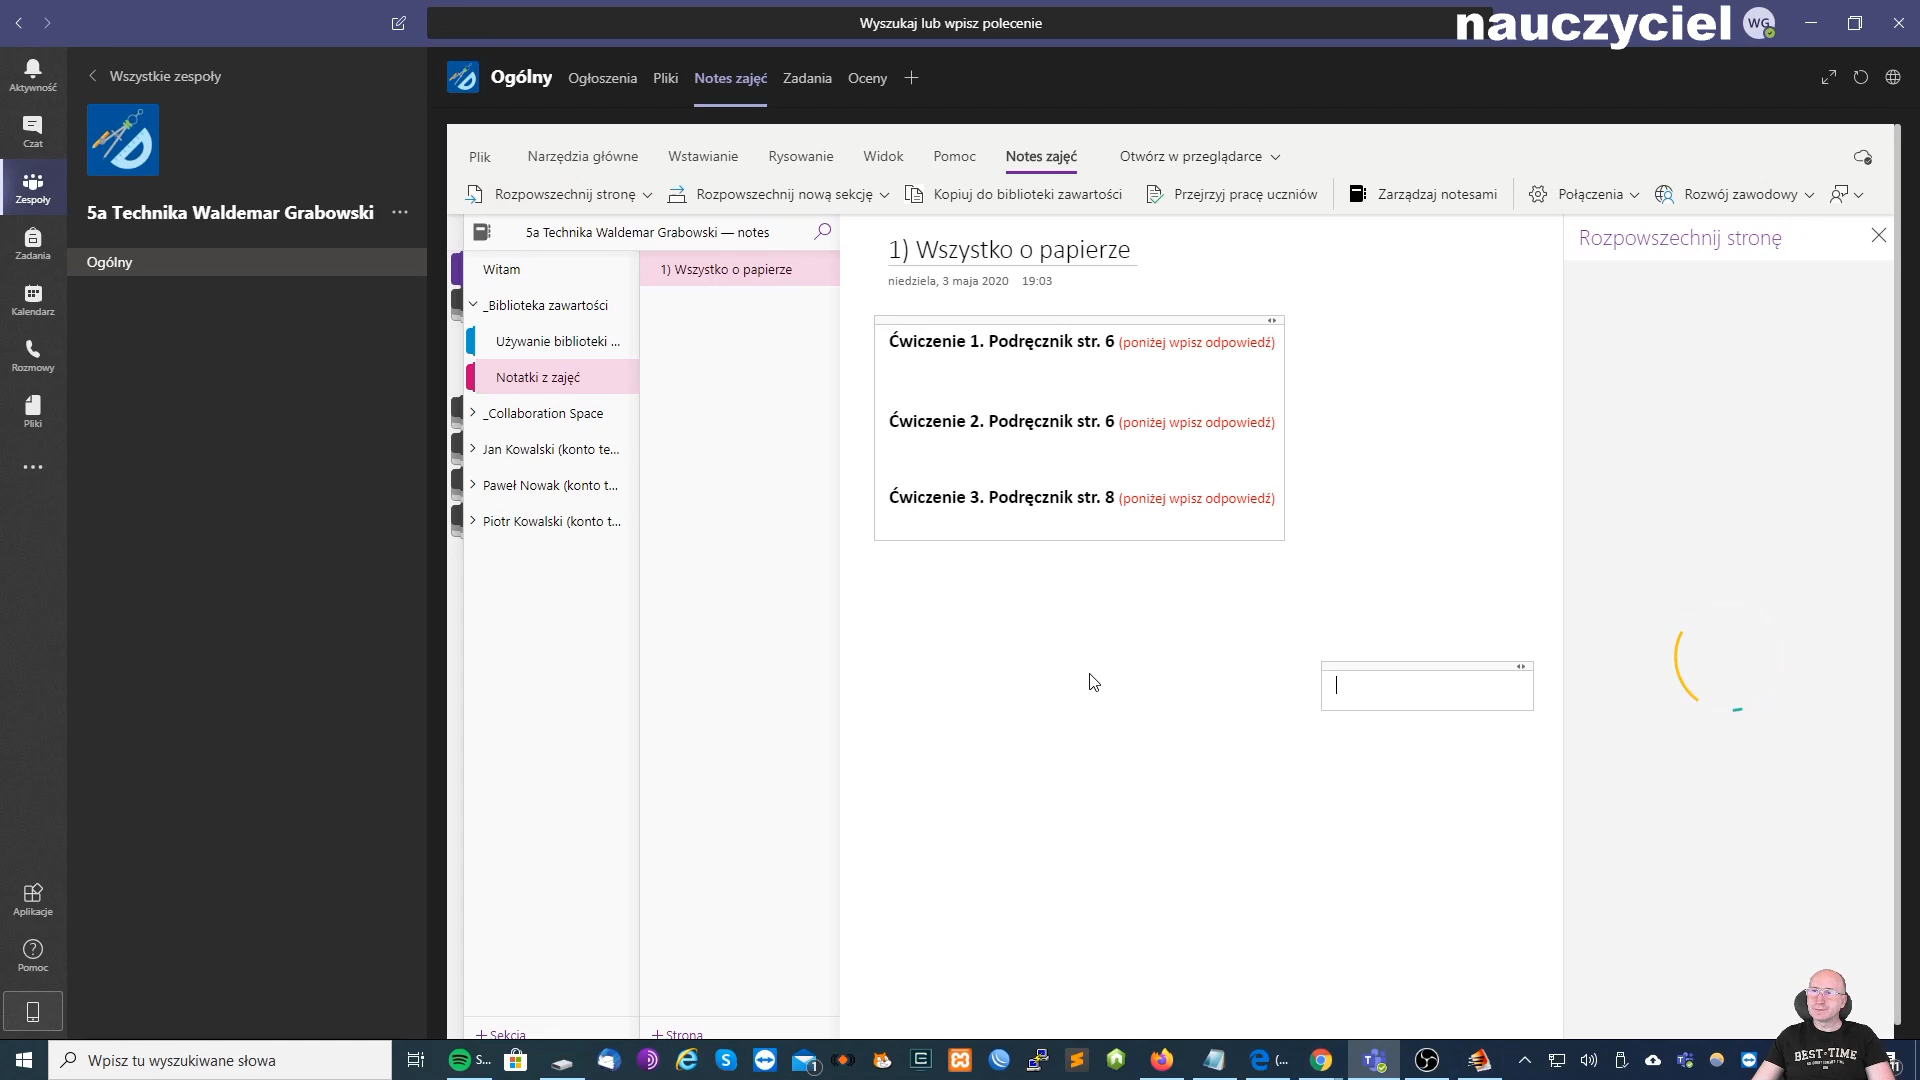 Wyszukaj lub wpisz polecenie
nauczyciel
WG
Aktywność
Czat
Zespoły
Zadania
Kalendarz
Rozmowy
Pliki
Aplikacje
Pomoc
Wszystkie zespoły
5a Technika Waldemar Grabowski
Ogólny
Ogólny
Ogłoszenia
Pliki
Notes zajęć
Zadania
Oceny
Plik
Narzędzia główne
Wstawianie
Rysowanie
Widok
Pomoc
Notes zajęć
Otwórz w przeglądarce
Rozpowszechnij stronę
Rozpowszechnij nową sekcję
Kopiuj do biblioteki zawartości
Przejrzyj pracę uczniów
Zarządzaj notesami
Połączenia
Rozwój zawodowy
5a Technika Waldemar Grabowski — notes
Witam
_Biblioteka zawartości
Używanie biblioteki ...
Notatki z zajęć
_Collaboration Space
Jan Kowalski (konto te...
Paweł Nowak (konto t...
Piotr Kowalski (konto t...
+ Sekcja
1) Wszystko o papierze
+ Strona
1) Wszystko o papierze
niedziela, 3 maja 2020 19:03
Ćwiczenie 1. Podręcznik str. 6 (poniżej wpisz odpowiedź)
Ćwiczenie 2. Podręcznik str. 6 (poniżej wpisz odpowiedź)
Ćwiczenie 3. Podręcznik str. 8 (poniżej wpisz odpowiedź)
Rozpowszechnij stronę
Wpisz tu wyszukiwane słowa
S...
1
(...
BEST-TIME